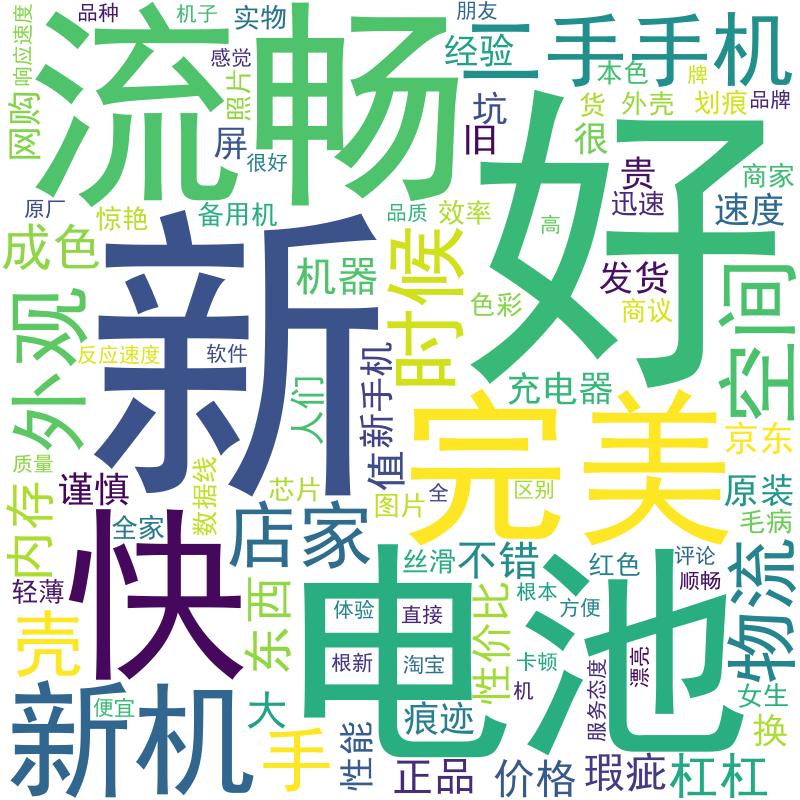 品种
机子
实物
朋友
二手手机
响应速度
流畅
感觉
经验
本色
牌
网购
照片
坑
货
外壳
划痕
品牌
屏
很好
旧
好
很
贵
商家
原厂
惊艳
备用机
品质
效率
高
迅速
速度
成色
新
机器
时候
发货
空间
外观
色彩
商议
反应速度
软件
人们
值
新手机
充电器
完美
京东
质量
谨慎
数据线
芯片
图片
全
区别
原装
内存
全家
快
店家
毛病
电池
丝滑
不错
红色
评论
顺畅
物流
轻薄
东西
体验
直接
性价比
根本
方便
壳
根新
淘宝
卡顿
漂亮
机
服务态度
新机
便宜
大
痕迹
女生
换
手
性能
正品
价格
瑕疵
杠杠